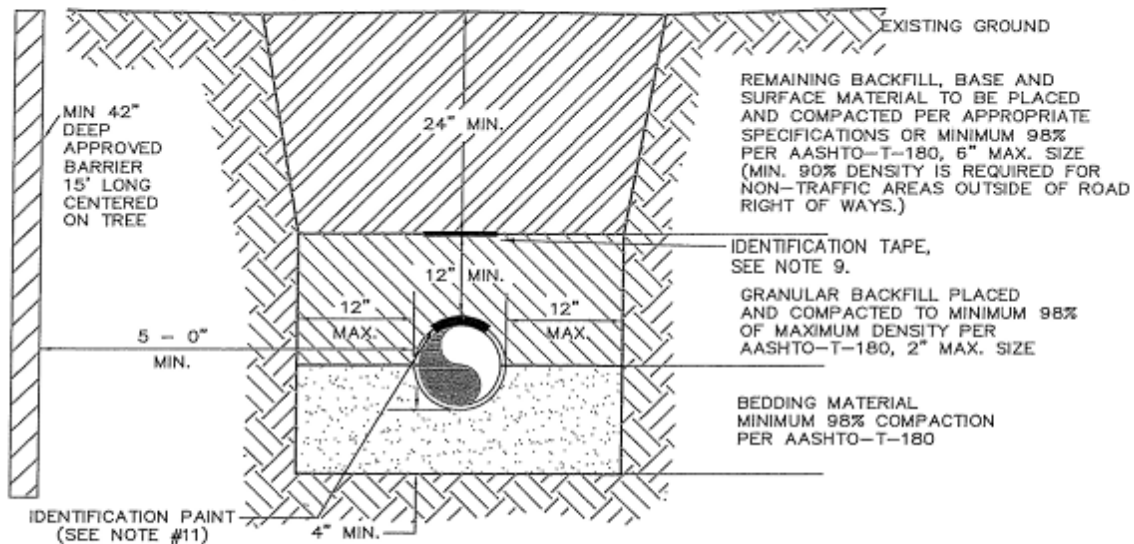 EXISTING GROUND
MIN 42"
DEEP
APPROVED
BARRIER
15' LONG
CENTERED
ON TREE
24" MIN.
REMAINING BACKFILL, BASE AND
SURFACE MATERIAL TO BE PLACED
AND COMPACTED PER APPROPRIATE
SPECIFICATIONS OR MINIMUM 98%
PER AASHTO-T-180, 6" MAX. SIZE
(MIN. 90% DENSITY IS REQUIRED FOR
NON-TRAFFIC AREAS OUTSIDE OF ROAD
RIGHT OF WAYS.)
IDENTIFICATION TAPE,
SEE NOTE 9.
12" MIN.
12"
MAX.
12"
MAX.
5 - 0"
MIN.
GRANULAR BACKFILL PLACED
AND COMPACTED TO MINIMUM 98%
OF MAXIMUM DENSITY PER
AASHTO-T-180, 2" MAX. SIZE
BEDDING MATERIAL
MINIMUM 98% COMPACTION
PER AASHTO-T-180
IDENTIFICATION PAINT
(SEE NOTE #11)
4" MIN.